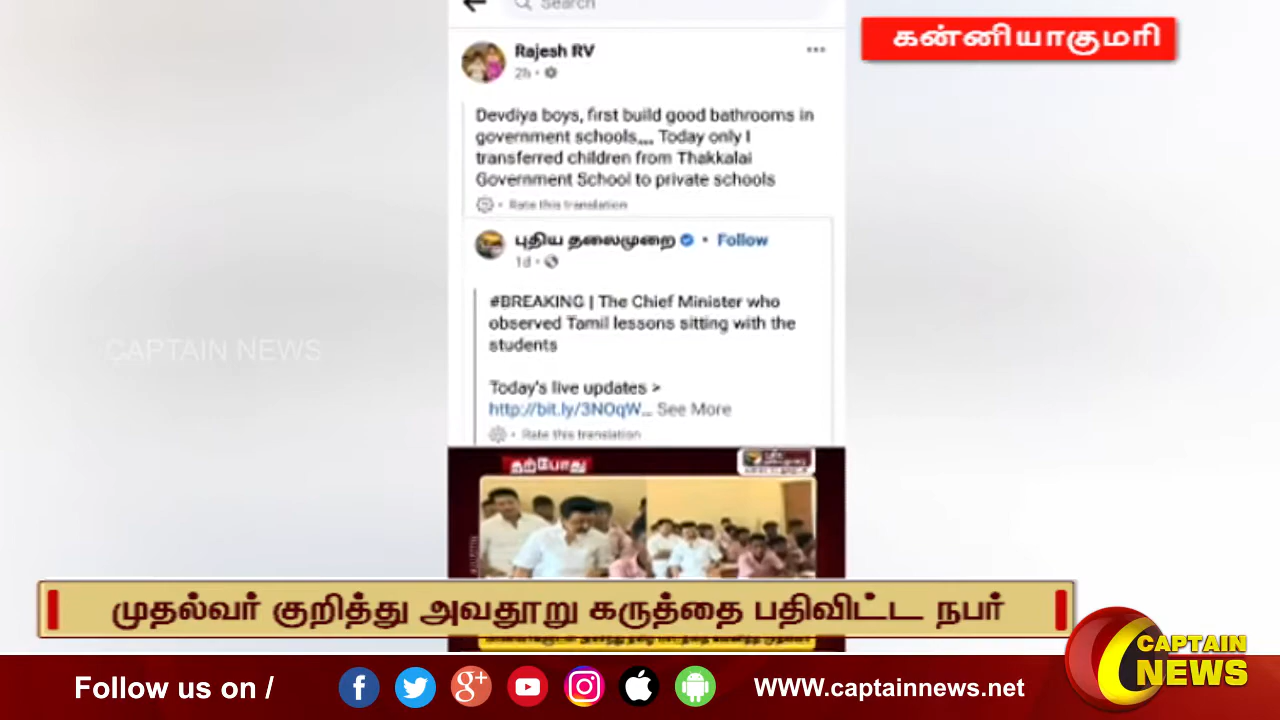 Search
கன்னியாகுமரி
Rajesh RV
2h
Devdiya boys, first build good bathrooms in
government schools,,,, Today only I
transferred children from Thakkalai
Government School to private schools
Rate this translation
புதிய தலைமுறை • Follow
1d
#BREAKING | The Chief Minister who
observed Tamil lessons sitting with the
students
CAPTAIN NEWS
Today's live updates >
http://bit.ly/3NOqW... See More
Rate this translation
தற்போது
முதல்வர் குறித்து அவதூறு கருத்தை பதிவிட்ட நபர்
CAPTAIN
NEWS
Follow us on /
WWW.captainnews.net